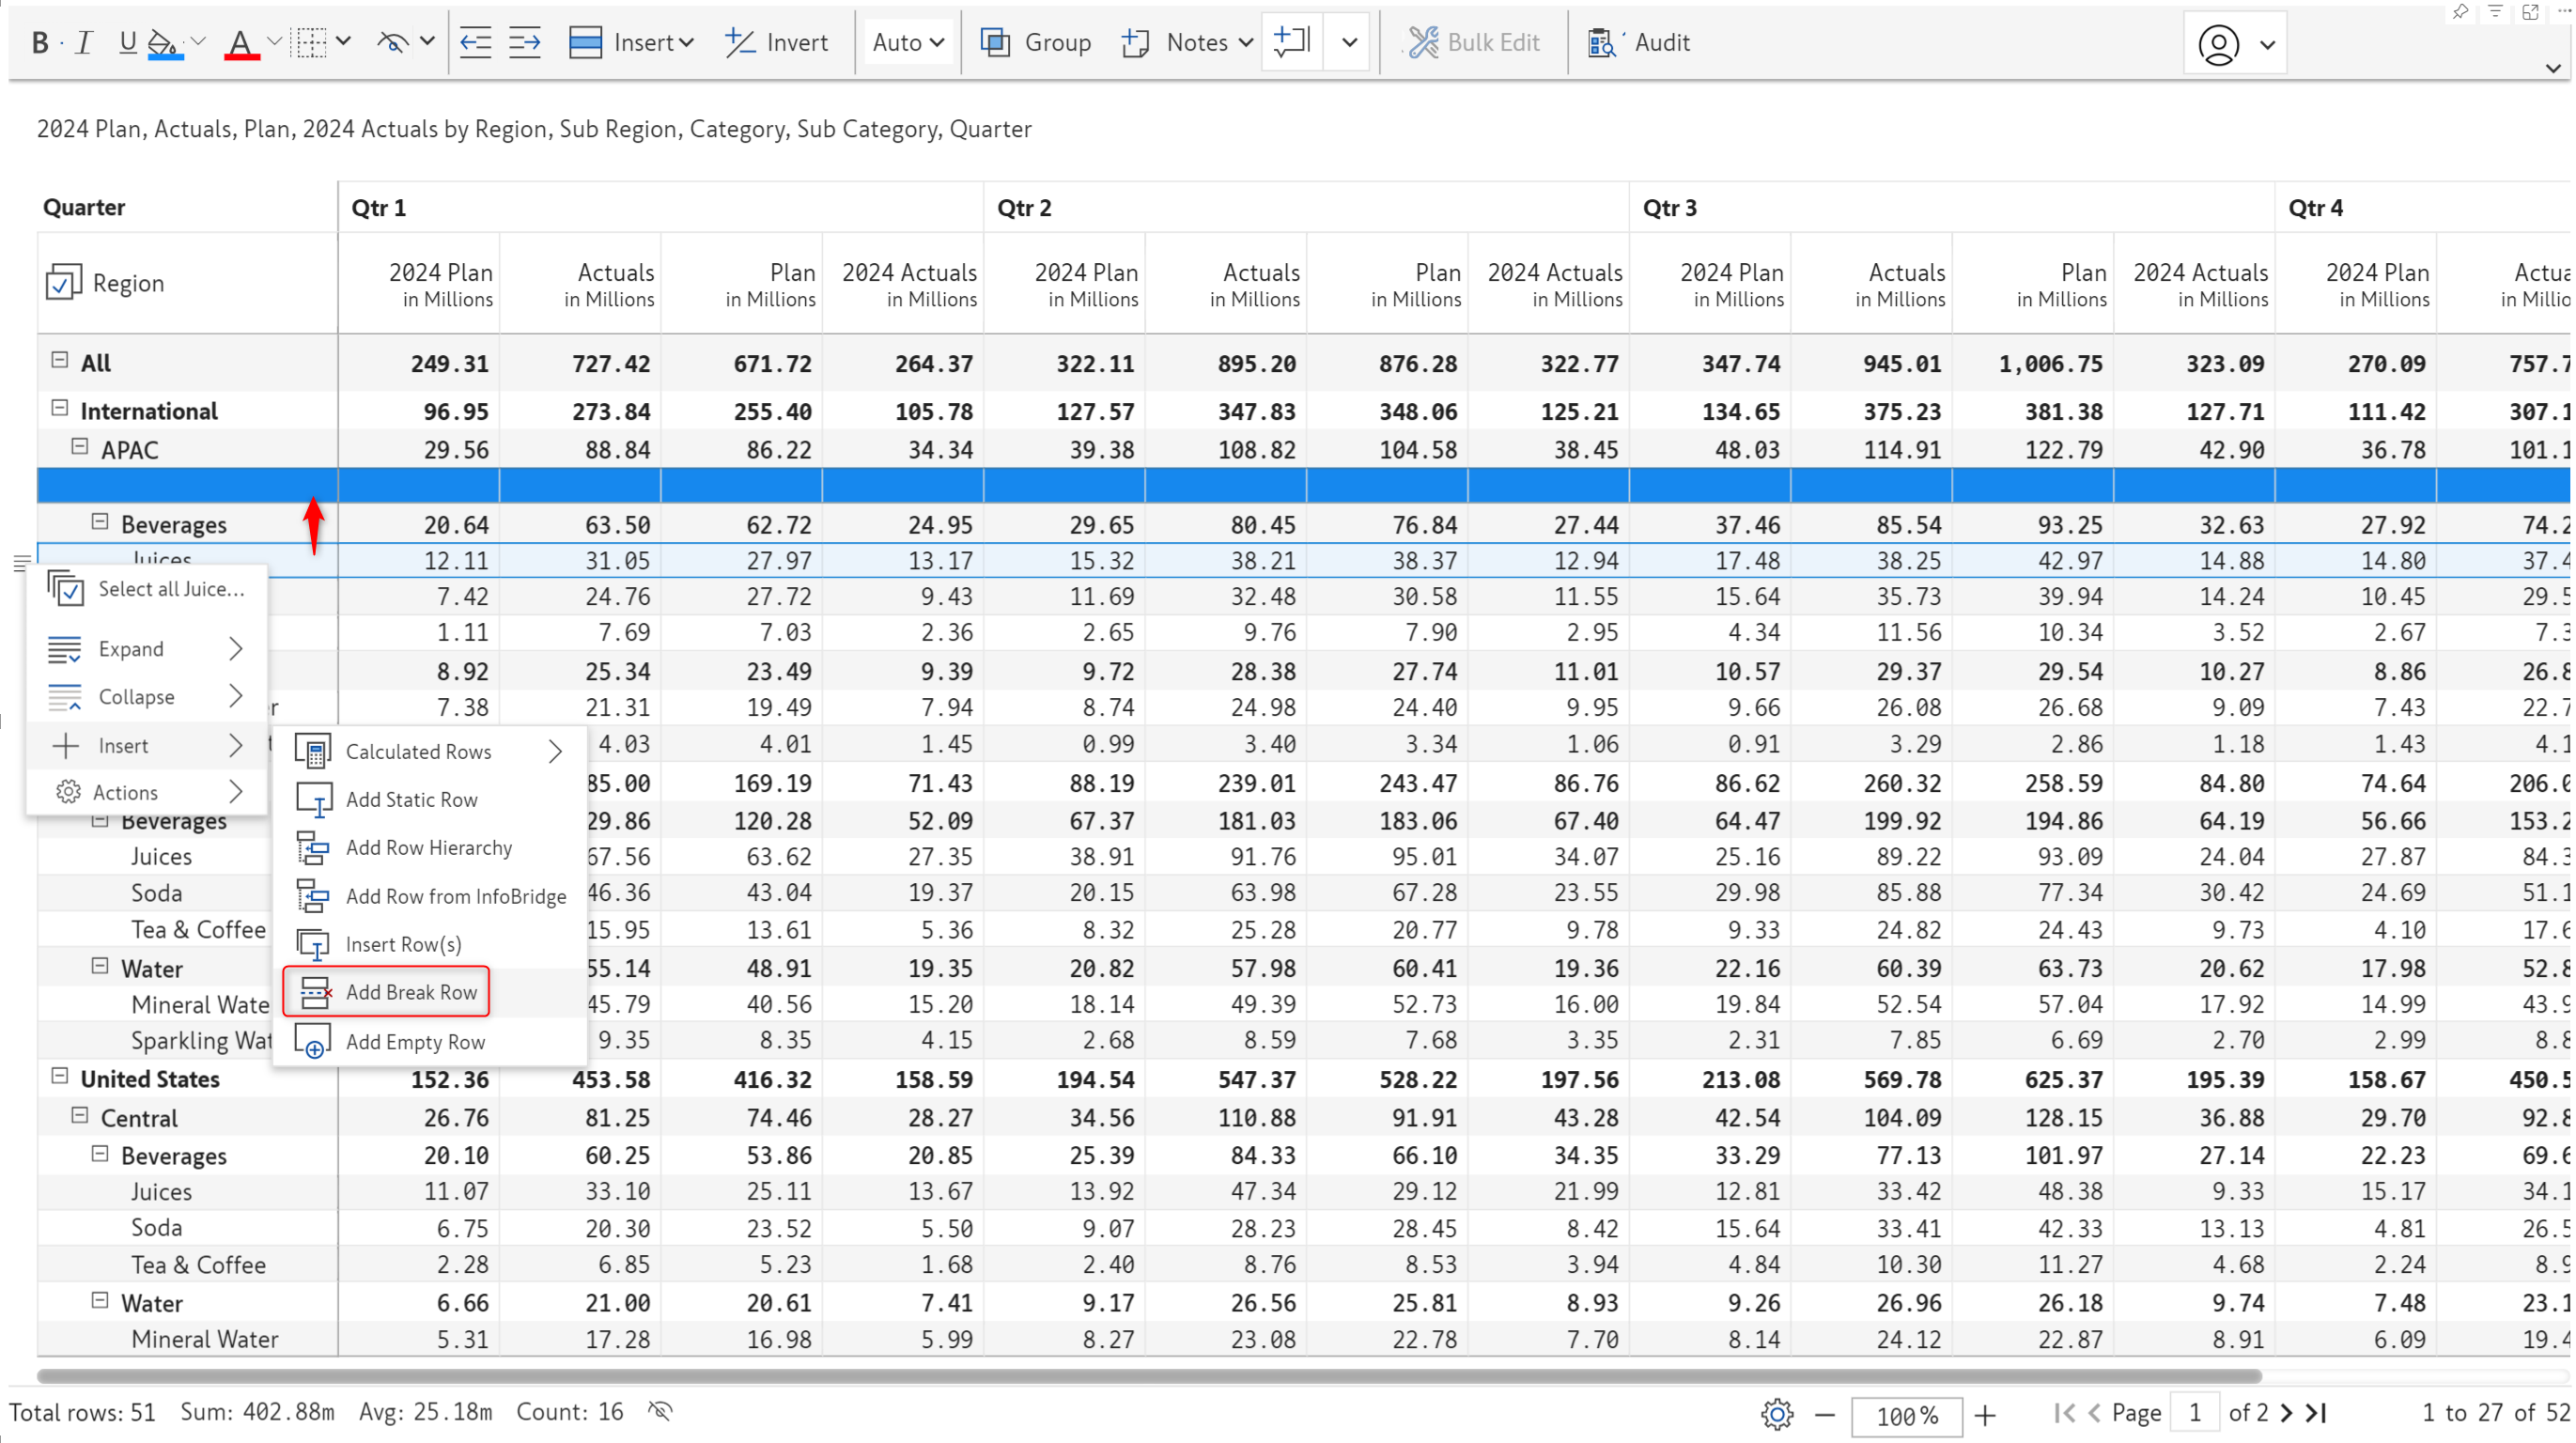 B I U A Insert Invert Auto Group Notes Bulk Edit Audit
2024 Plan, Actuals, Plan, 2024 Actuals by Region, Sub Region, Category, Sub Category, Quarter
Quarter Qtr 1 Qtr 2 Qtr 3 Qtr 4
Region 2024 Plan Actuals Plan 2024 Actuals 2024 Plan Actuals Plan 2024 Actuals 2024 Plan Actuals Plan 2024 Actuals 2024 Plan
in Millions in Millions in Millions in Millions in Millions in Millions in Millions in Millions in Millions in Millions in Millions in Millions in Millions
All 249.31 727.42 671.72 264.37 322.11 895.20 876.28 322.77 347.74 945.01 1,006.75 323.09 270.09 757.7
International 96.95 273.84 255.40 105.78 127.57 347.83 348.06 125.21 134.65 375.23 381.38 127.71 111.42 307.1
APAC 29.56 88.84 86.22 34.34 39.38 108.82 104.58 38.45 48.03 114.91 122.79 42.90 36.78 101.1
Beverages 20.64 63.50 62.72 24.95 29.65 80.45 76.84 27.44 37.46 85.54 93.25 32.63 27.92 74.2
Juices 12.11 31.05 27.97 13.17 15.32 38.21 38.37 12.94 17.48 38.25 42.97 14.88 14.80 37.4
Select all Juice... 7.42 24.76 27.72 9.43 11.69 32.48 30.58 11.55 15.64 35.73 39.94 14.24 10.45 29.5
1.11 7.69 7.03 2.36 2.65 9.76 7.90 2.95 4.34 11.56 10.34 3.52 2.67 7.3
Expand 8.92 25.34 23.49 9.39 9.72 28.38 27.74 11.01 10.57 29.37 29.54 10.27 8.86 26.8
Collapse r 7.38 21.31 19.49 7.94 8.74 24.98 24.40 9.95 9.66 26.08 26.68 9.09 7.43 22.7
Insert Calculated Rows 4.03 4.01 1.45 0.99 3.40 3.34 1.06 0.91 3.29 2.86 1.18 1.43 4.1
Actions Add Static Row 85.00 169.19 71.43 88.19 239.01 243.47 86.76 86.62 260.32 258.59 84.80 74.64 206.0
Beverages 29.86 120.28 52.09 67.37 181.03 183.06 67.40 64.47 199.92 194.86 64.19 56.66 153.2
Juices Add Row Hierarchy 67.56 63.62 27.35 38.91 91.76 95.01 34.07 25.16 89.22 93.09 24.04 27.87 84.3
Soda Add Row from InfoBridge 46.36 43.04 19.37 20.15 63.98 67.28 23.55 29.98 85.88 77.34 30.42 24.69 51.1
Tea & Coffee Insert Row(s) 15.95 13.61 5.36 8.32 25.28 20.77 9.78 9.33 24.82 24.43 9.73 4.10 17.6
Water 55.14 48.91 19.35 20.82 57.98 60.41 19.36 22.16 60.39 63.73 20.62 17.98 52.8
Mineral Wate Add Break Row 45.79 40.56 15.20 18.14 49.39 52.73 16.00 19.84 52.54 57.04 17.92 14.99 43.9
Sparkling Wat Add Empty Row 9.35 8.35 4.15 2.68 8.59 7.68 3.35 2.31 7.85 6.69 2.70 2.99 8.8
United States 152.36 453.58 416.32 158.59 194.54 547.37 528.22 197.56 213.08 569.78 625.37 195.39 158.67 450.5
Central 26.76 81.25 74.46 28.27 34.56 110.88 91.91 43.28 42.54 104.09 128.15 36.88 29.70 92.8
Beverages 20.10 60.25 53.86 20.85 25.39 84.33 66.10 34.35 33.29 77.13 101.97 27.14 22.23 69.6
Juices 11.07 33.10 25.11 13.67 13.92 47.34 29.12 21.99 12.81 33.42 48.38 9.33 15.17 34.1
Soda 6.75 20.30 23.52 5.50 9.07 28.23 28.45 8.42 15.64 33.41 42.33 13.13 4.81 26.5
Tea & Coffee 2.28 6.85 5.23 1.68 2.40 8.76 8.53 3.94 4.84 10.30 11.27 4.68 2.24 8.9
Water 6.66 21.00 20.61 7.41 9.17 26.56 25.81 8.93 9.26 26.96 26.18 9.74 7.48 23.1
Mineral Water 5.31 17.28 16.98 5.99 8.27 23.08 22.78 7.70 8.14 24.12 22.87 8.91 6.09 19.4
Total rows: 51 Sum: 402.88m Avg: 25.18m Count: 16 100% Page 1 of 2 1 to 27 of 52